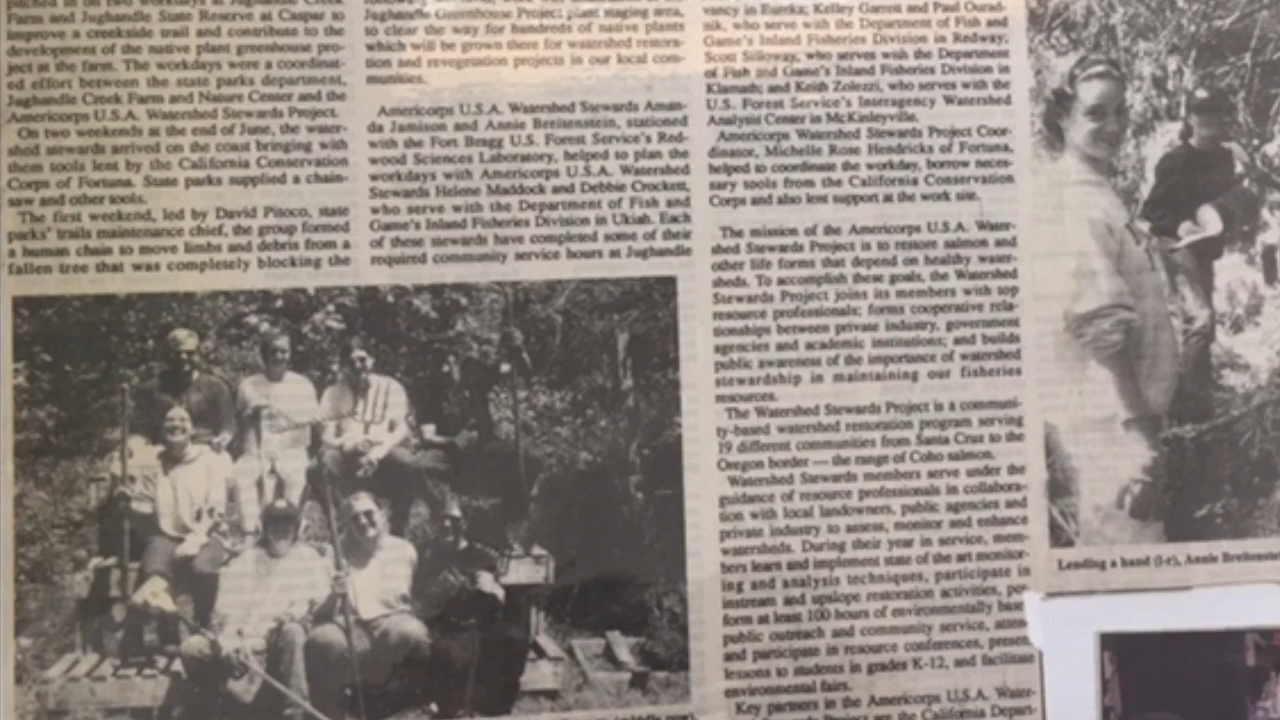 pitched in on two workdays at Jughandle Creek
Farm and Jughandle State Reserve at Caspar to
improve a creekside trail and contribute to the
development of the native plant greenhouse pro-
ject at the farm. The workdays were a coordinat-
ed effort between the state parks department,
Jughandle Creek Farm and Nature Center and the
Americorps U.S.A. Watershed Stewards Project.
On two weekends at the end of June, the water-
shed stewards arrived on the coast bringing with
them tools lent by the California Conservation
Corps of Fortuna. State parks supplied a chain-
saw and other tools.
The first weekend, led by David Pitoco, state
parks' trails maintenance chief, the group formed
a human chain to move limbs and debris from a
fallen tree that was completely blocking the
Jughandle Greenhouse Project plant staging area,
to clear the way for hundreds of native plants
which will be grown there for watershed restora-
tion and revegetation projects in our local com-
munities.
Americorps U.S.A. Watershed Stewards Aman-
da Jamison and Annie Breitenstein, stationed
with the Fort Bragg U.S. Forest Service's Red-
wood Sciences Laboratory, helped to plan the
workdays with Americorps U.S.A. Watershed
Stewards Helene Maddock and Debbie Crockett,
who serve with the Department of Fish and
Game's Inland Fisheries Division in Ukiah. Each
of these stewards have completed some of their
required community service hours at Jughandle
vancy in Eureka; Kelley Garrett and Paul Ourad-
nik, who serve with the Department of Fish and
Game's Inland Fisheries Division in Redway;
Scott Silloway, who serves with the Department
of Fish and Game's Inland Fisheries Division in
Klamath; and Keith Zolezzi, who serves with the
U.S. Forest Service's Interagency Watershed
Analysis Center in McKinleyville.
Americorps Watershed Stewards Project Coor-
dinator, Michelle Rose Hendricks of Fortuna,
helped to coordinate the workday, borrow neces-
sary tools from the California Conservation
Corps and also lent support at the work site.
The mission of the Americorps U.S.A. Water-
shed Stewards Project is to restore salmon and
other life forms that depend on healthy water-
sheds. To accomplish these goals, the Watershed
Stewards Project joins its members with top
resource professionals; forms cooperative rela-
tionships between private industry, government
agencies and academic institutions; and builds
public awareness of the importance of watershed
stewardship in maintaining our fisheries
resources.
The Watershed Stewards Project is a communi-
ty-based watershed restoration program serving
19 different communities from Santa Cruz to the
Oregon border — the range of Coho salmon.
Watershed Stewards members serve under the
guidance of resource professionals in collabora-
tion with local landowners, public agencies and
private industry to assess, monitor and enhance
watersheds. During their year in service, mem-
bers learn and implement state of the art monitor-
ing and analysis techniques, participate in
instream and upslope restoration activities, per
form at least 100 hours of environmentally base
public outreach and community service, atten
and participate in resource conferences, presen
lessons to students in grades K-12, and facilitate
environmental fairs.
Key partners in the Americorps U.S.A. Water-
Project are the California Depart-
Lending a hand (l-r), Annie Breitenste